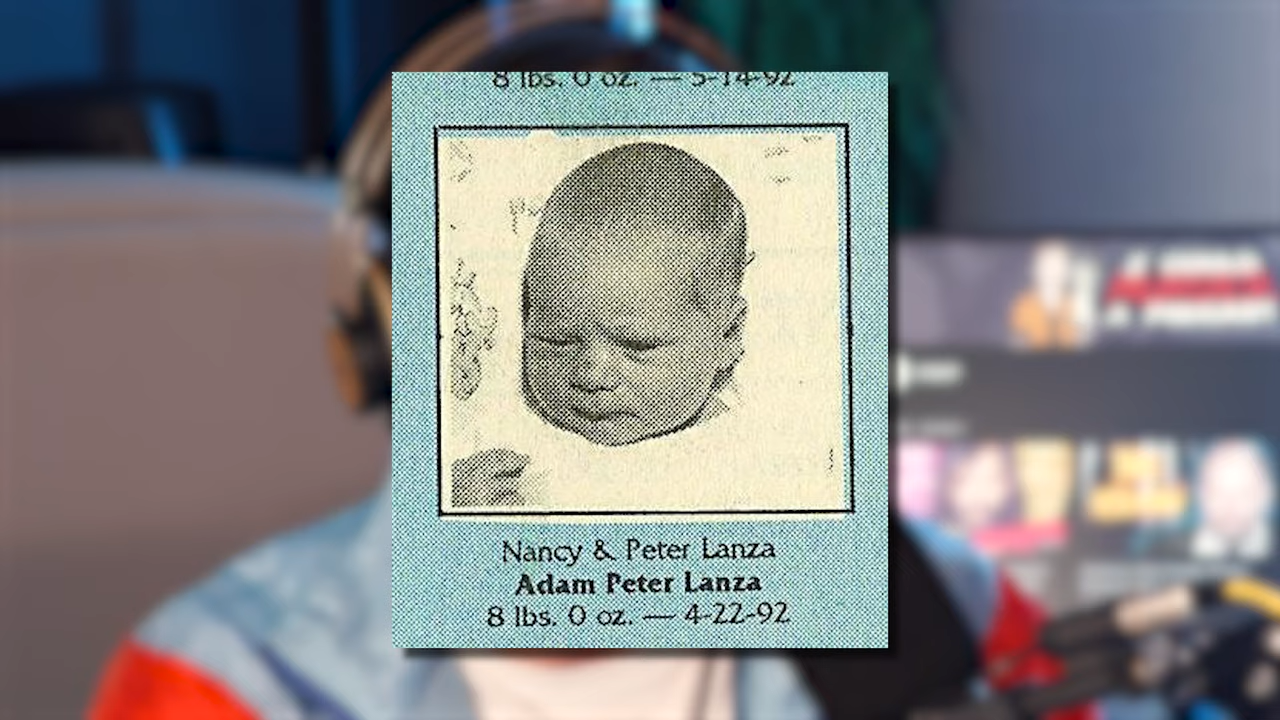 8 lbs. 0 oz. — 5-14-92
Nancy & Peter Lanza
Adam Peter Lanza
8 lbs. 0 oz. — 4-22-92